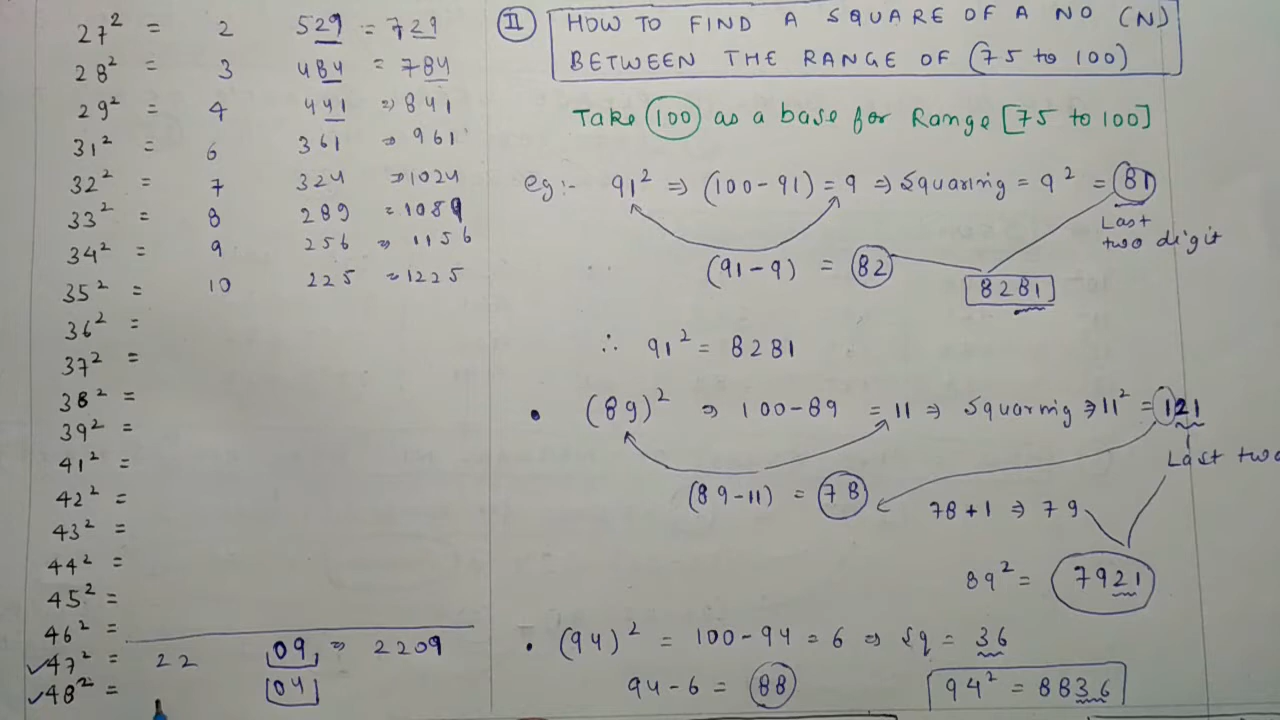 27² = 2 529 = 729
28² = 3 484 = 784
29² = 4 441 ⇒ 841
31² = 6 361 ⇒ 961
32² = 7 324 ⇒ 1024
33² = 8 289 = 1089
34² = 9 256 ⇒ 1156
35² = 10 225 = 1225
36² =
37² =
38² =
39² =
41² =
42² =
43² =
44² =
45² =
46² =
✓47² = 22 09 ⇒ 2209
✓48² = 04
II HOW TO FIND A SQUARE OF A NO (N)
BETWEEN THE RANGE OF (75 to 100)
Take 100 as a base for Range [75 to 100]
eg:- 91² ⇒ (100-91) = 9 ⇒ Squaring = 9² = 81
Last
two digit
(91-9) = 82
8281
∴ 91² = 8281
• (89)² ⇒ 100-89 = 11 ⇒ Squaring ⇒ 11² = 121
Last two
(89-11) = 78
78+1 ⇒ 79
89² = 7921
• (94)² = 100-94 = 6 ⇒ Sq = 36
94-6 = 88 94² = 8836